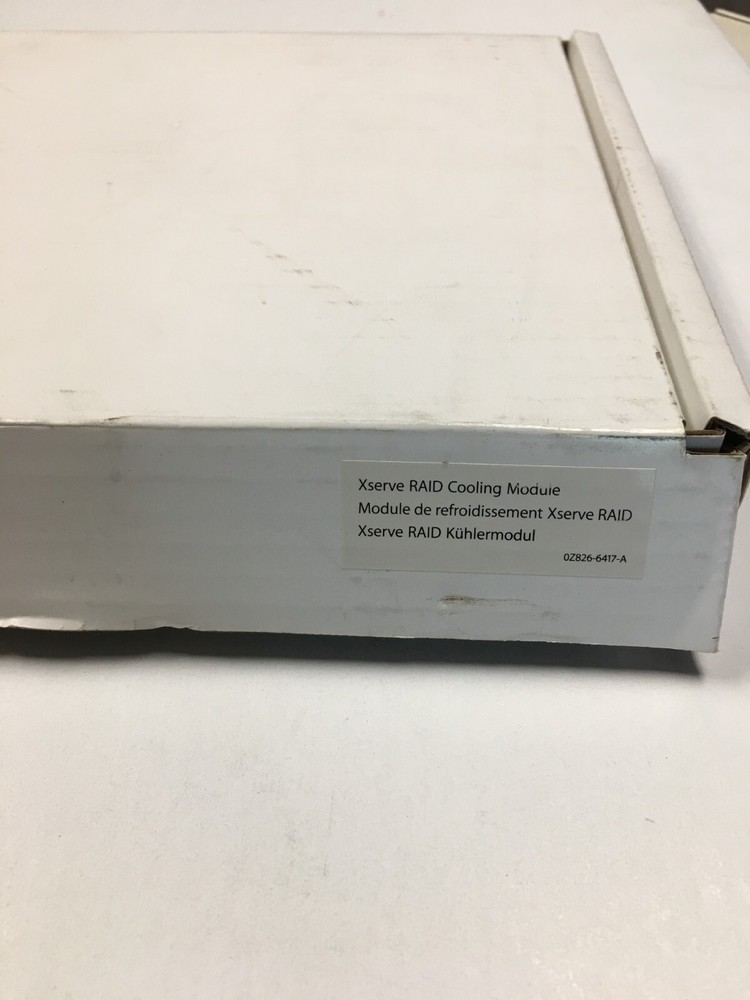 Xserve RAID Cooling Module
Module de refroidissement Xserve RAID
Xserve RAID Kühlermodul
0Z826-6417-A